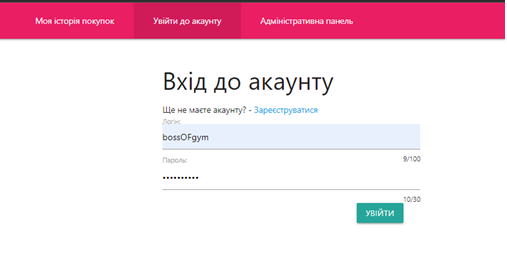 Моя історія покупок Увійти до акаунту Адміністративна панель
Вхід до акаунту
Ще не маєте акаунту? - Зареєструватися
Логін:
bossOFgym
9/100
Пароль:
••••••••••
10/30
УВІЙТИ